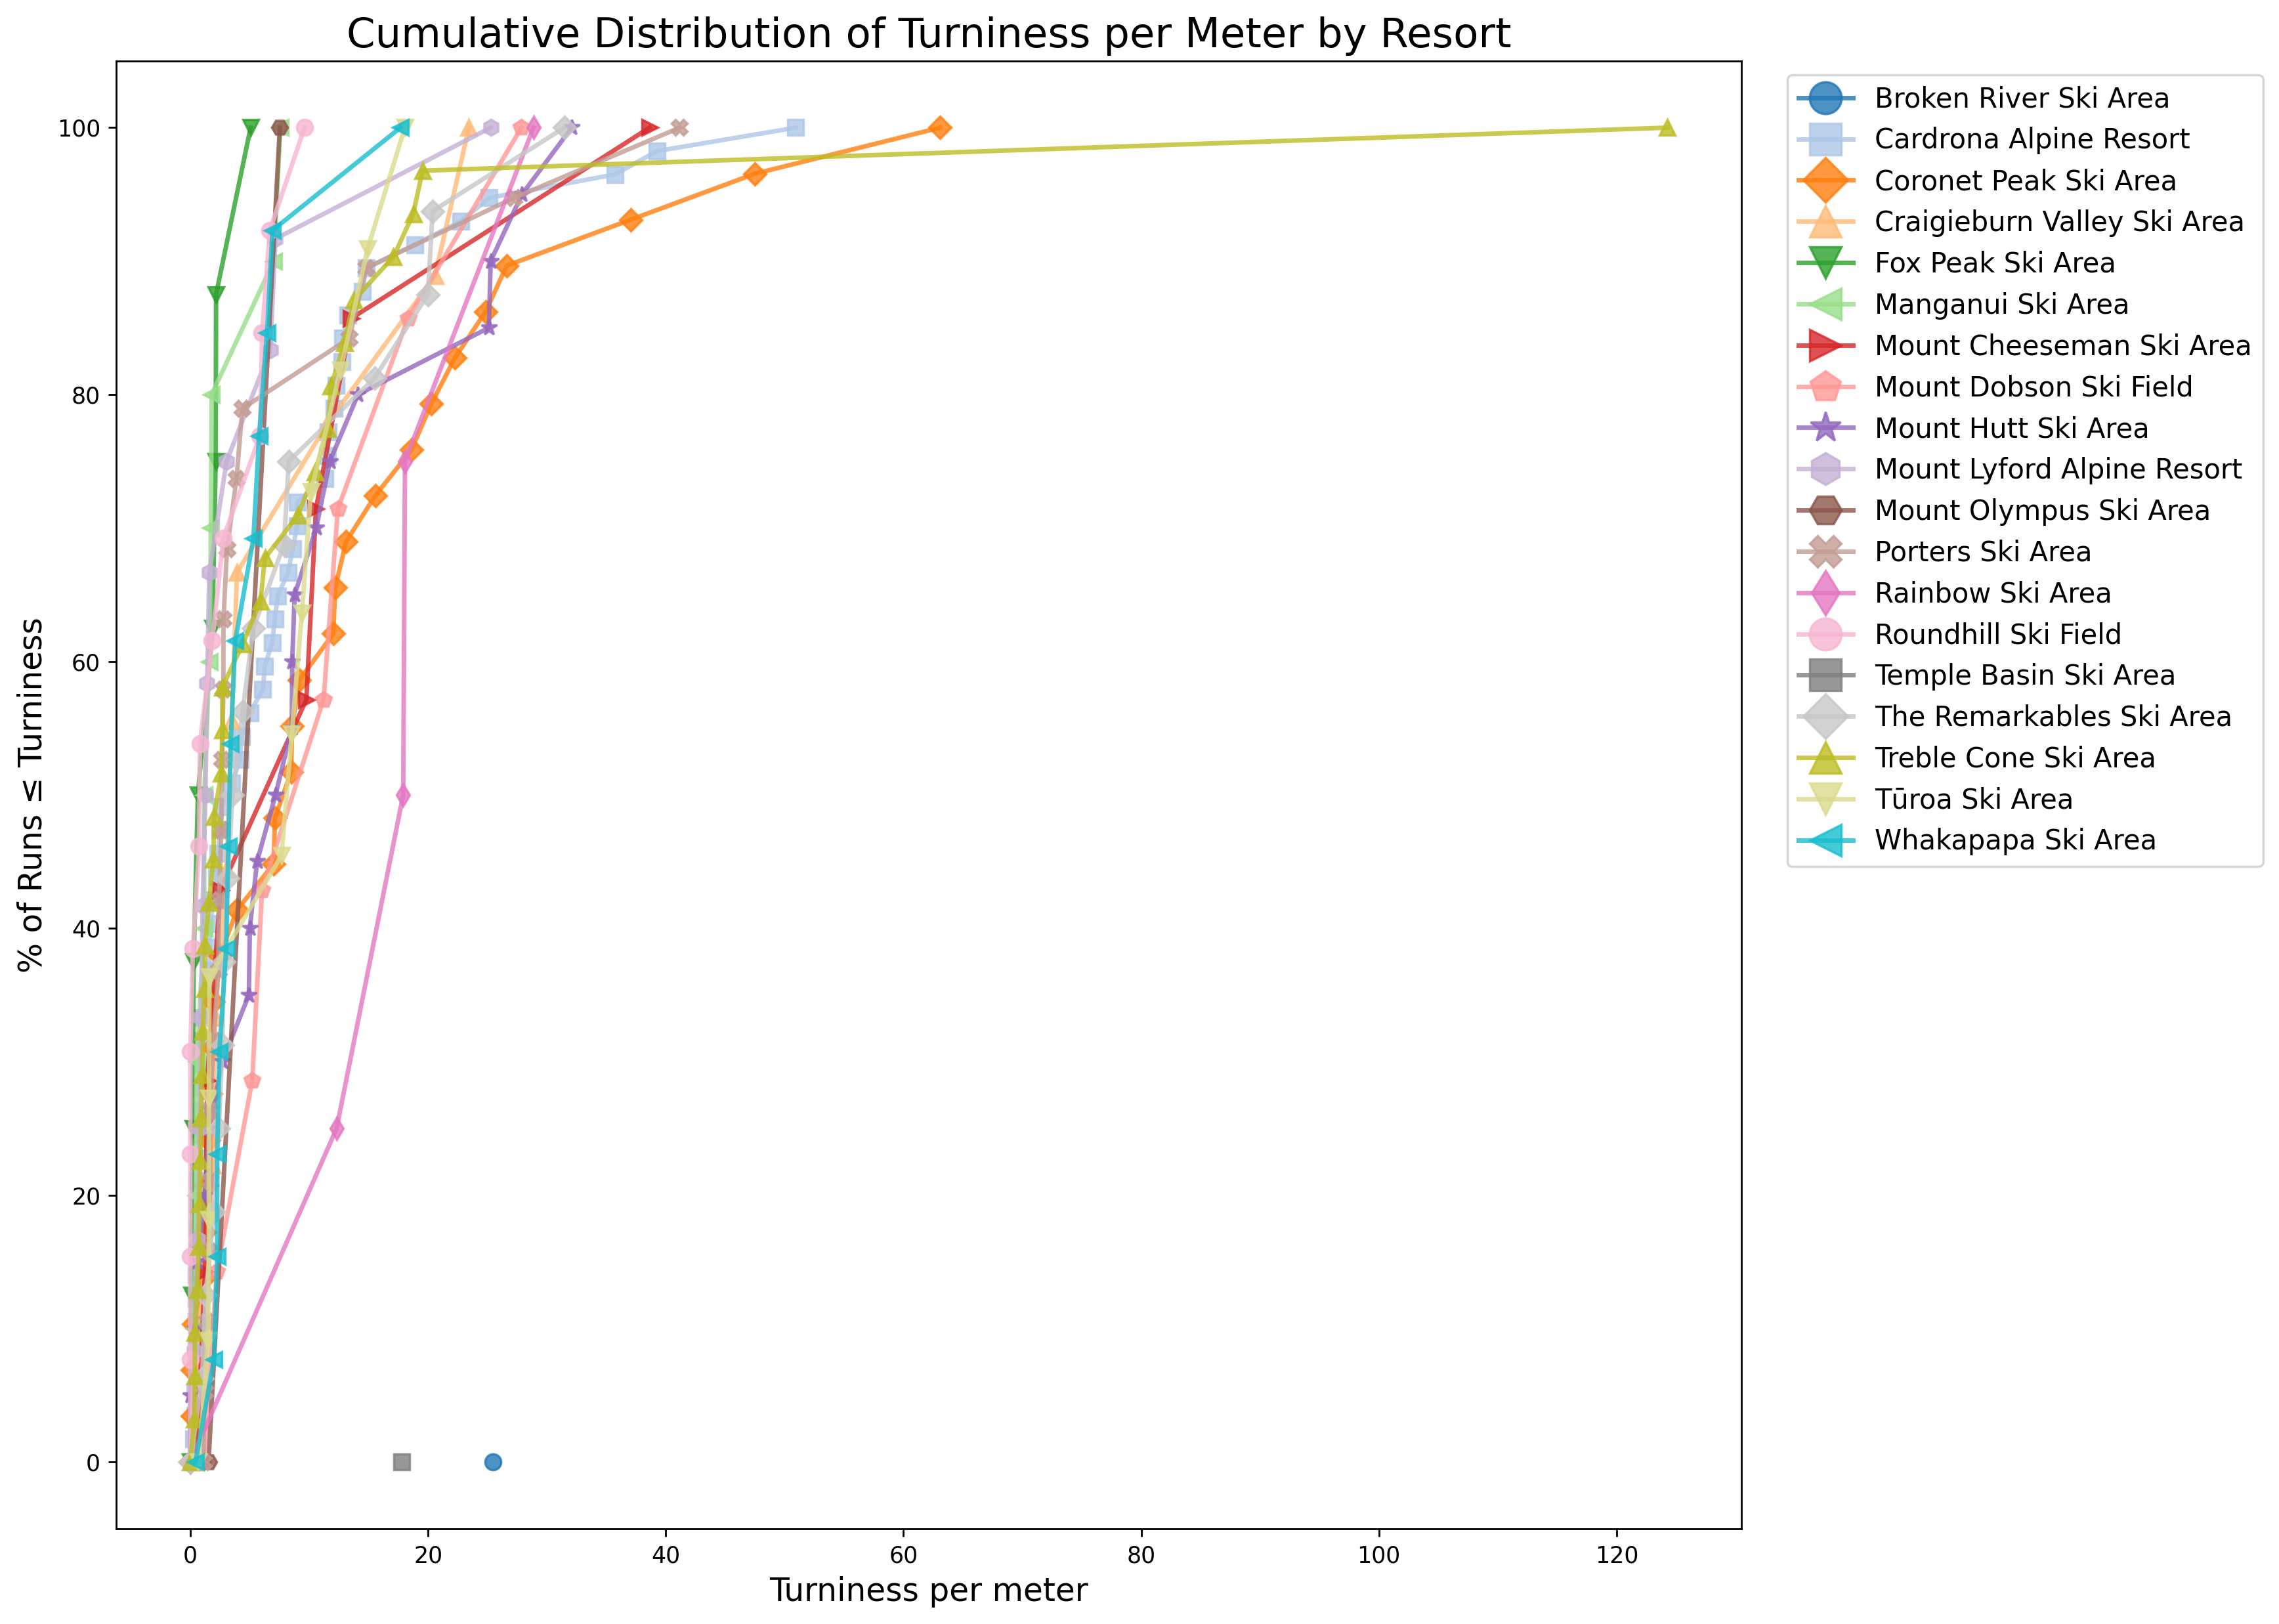 Cumulative Distribution of Turniness per Meter by Resort
% of Runs ≤ Turniness
100
80
60
40
20
0
0 20 40 60 80 100 120
Turniness per meter
Broken River Ski Area
Cardrona Alpine Resort
Coronet Peak Ski Area
Craigieburn Valley Ski Area
Fox Peak Ski Area
Manganui Ski Area
Mount Cheeseman Ski Area
Mount Dobson Ski Field
Mount Hutt Ski Area
Mount Lyford Alpine Resort
Mount Olympus Ski Area
Porters Ski Area
Rainbow Ski Area
Roundhill Ski Field
Temple Basin Ski Area
The Remarkables Ski Area
Treble Cone Ski Area
Tūroa Ski Area
Whakapapa Ski Area